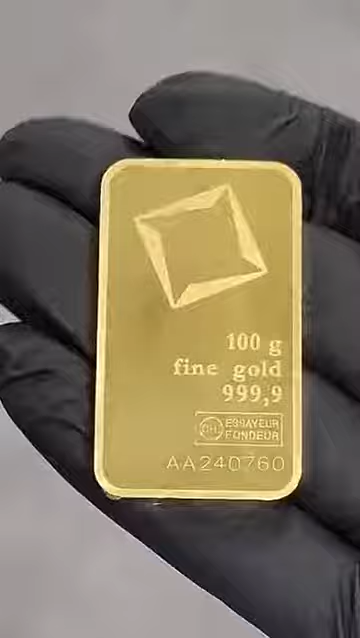 100 g
fine gold
999,9
ESSAYEUR
FONDEUR
AA240760